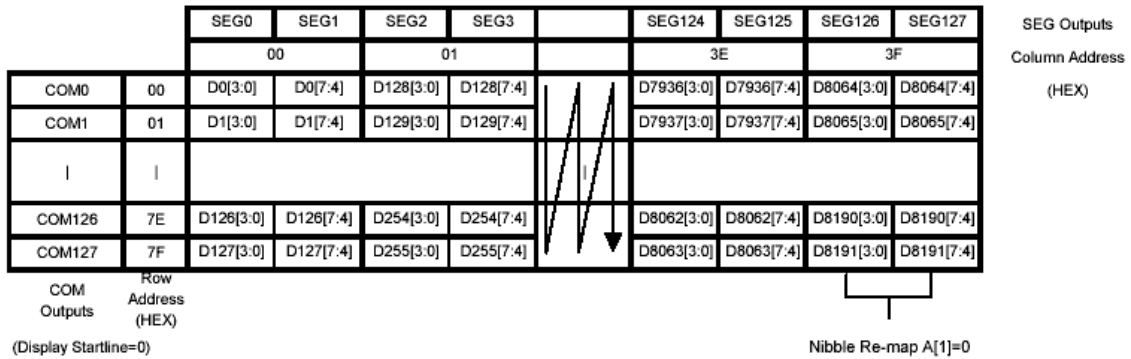 SEG0 SEG1 SEG2 SEG3 SEG124 SEG125 SEG126 SEG127 SEG Outputs
00 01 3E 3F Column Address
COM0 00 D0[3:0] D0[7:4] D128[3:0] D128[7:4] D7936[3:0] D7936[7:4] D8064[3:0] D8064[7:4] (HEX)
COM1 01 D1[3:0] D1[7:4] D129[3:0] D129[7:4] D7937[3:0] D7937[7:4] D8065[3:0] D8065[7:4]
| | |
COM126 7E D126[3:0] D126[7:4] D254[3:0] D254[7:4] D8062[3:0] D8062[7:4] D8190[3:0] D8190[7:4]
COM127 7F D127[3:0] D127[7:4] D255[3:0] D255[7:4] D8063[3:0] D8063[7:4] D8191[3:0] D8191[7:4]
COM
Outputs
Row
Address
(HEX)
(Display Startline=0)
Nibble Re-map A[1]=0